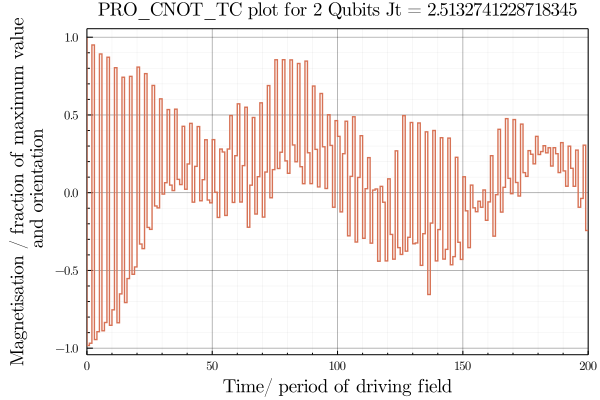 PRO_CNOT_TC plot for 2 Qubits Jt = 2.5132741228718345
Magnetisation / fraction of maximum value
and orientation
1.0
0.5
0.0
−0.5
−1.0
0 50 100 150 200
Time/ period of driving field